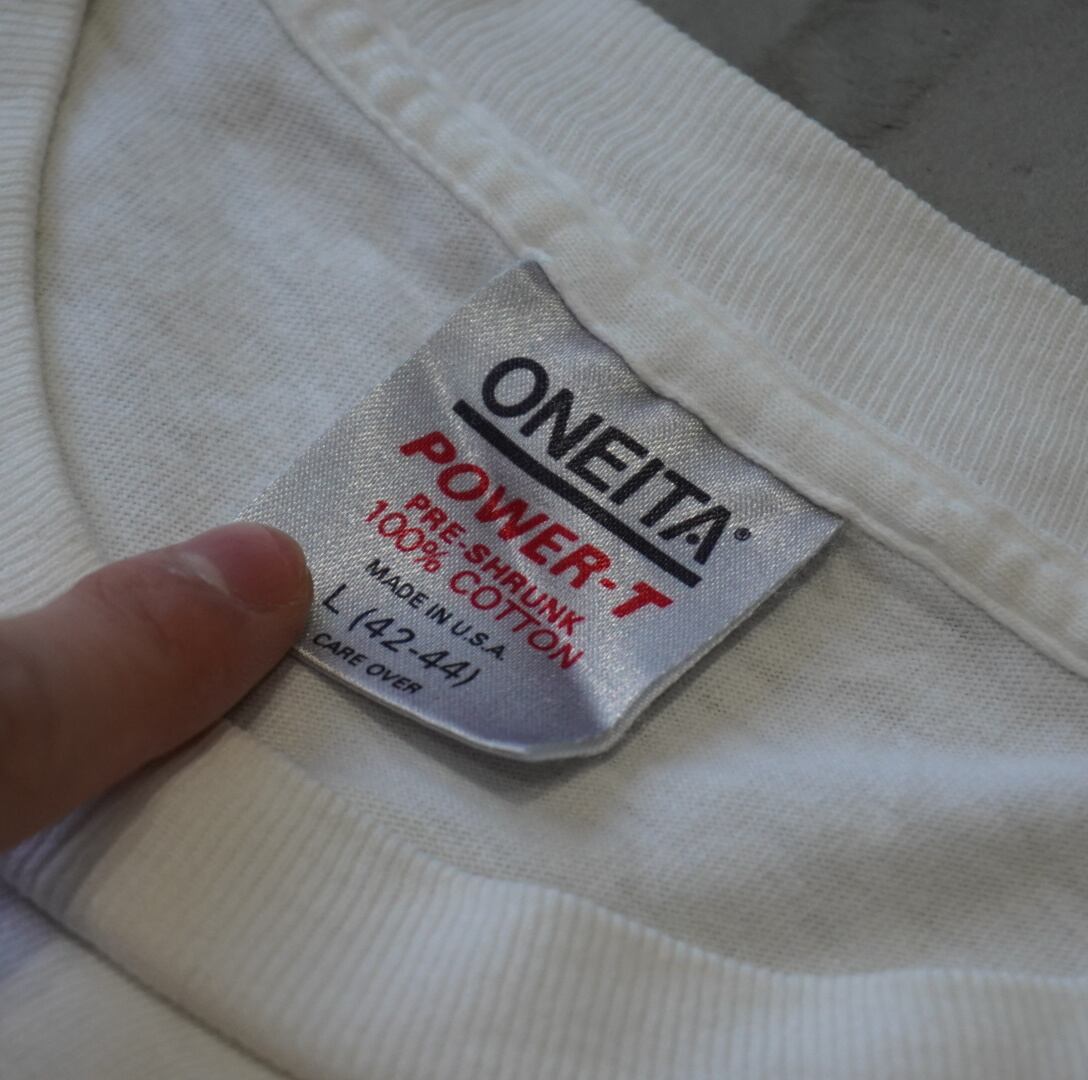 ONEITA®
POWER-T
PRE-SHRUNK
100% COTTON
MADE IN U.S.A.
L (42-44)
CARE OVER